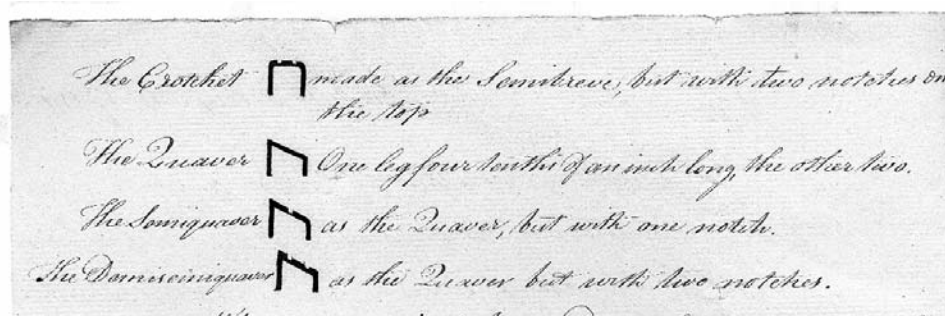 The Crotchet made as the Semibreve, but with two notches on
the top
The Quaver One leg four tenths of an inch long, the other two.
The Semiquaver as the Quaver, but with one notch.
The Demisemiquaver as the Quaver but with two notches.